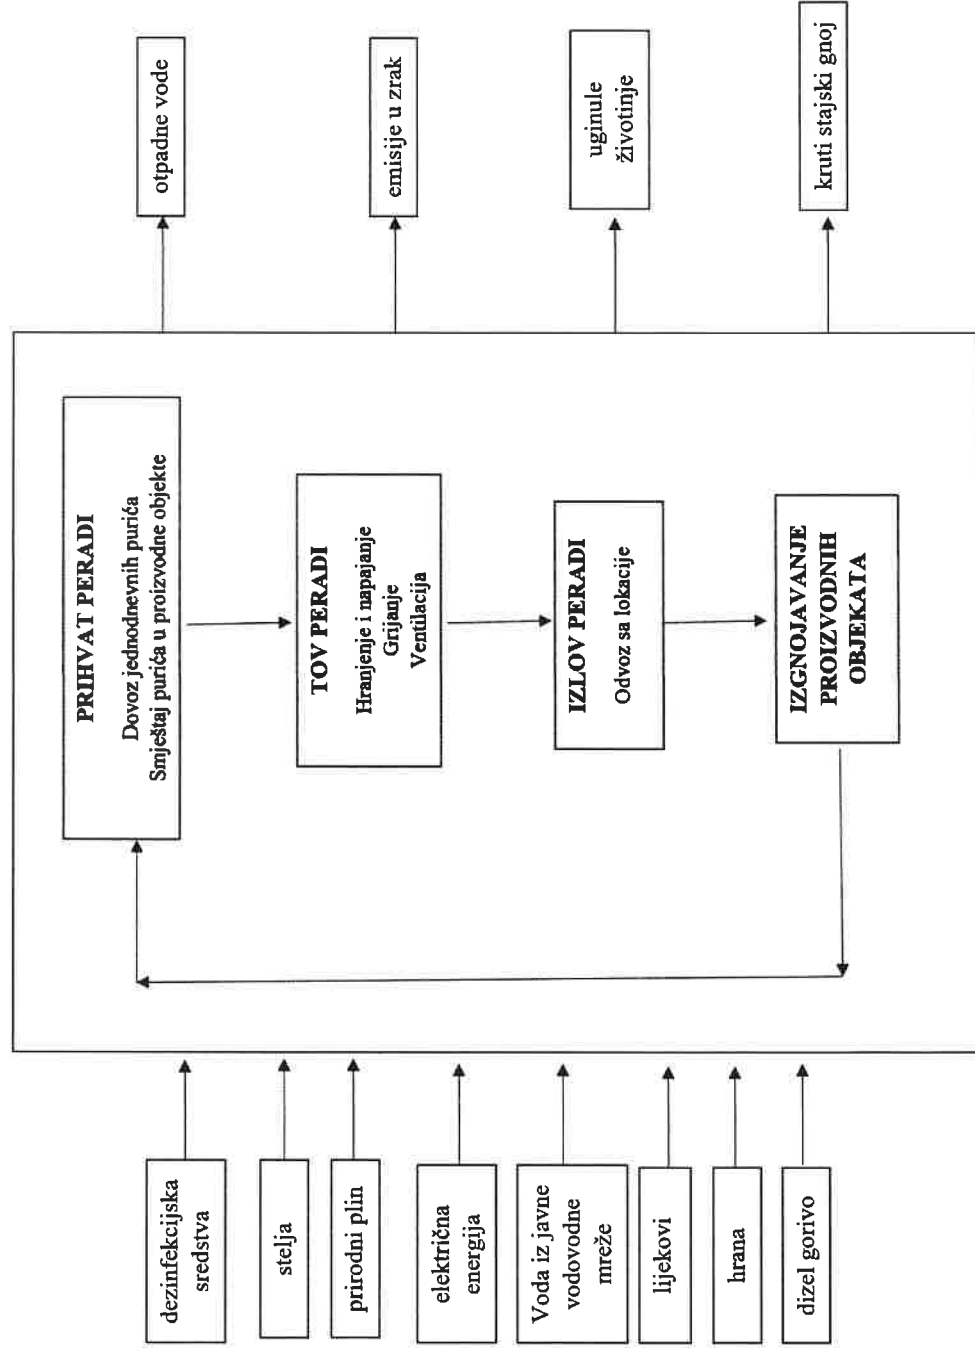 dezinfekcijska
sredstva
stelja
prirodni plin
električna
energija
Voda iz javne
vodovodne
mreže
lijekovi
hrana
dizel gorivo
PRIHVAT PERADI
Dovoz jednodnevnih purića
Smještaj purića u proizvodne objekte
TOV PERADI
Hranjenje i napajanje
Grijanje
Ventilacija
IZLOV PERADI
Odvoz sa lokacije
IZGNOJAVANJE
PROIZVODNIH
OBJEKATA
otpadne vode
emisije u zrak
uginule
životinje
kruti stajski gnoj